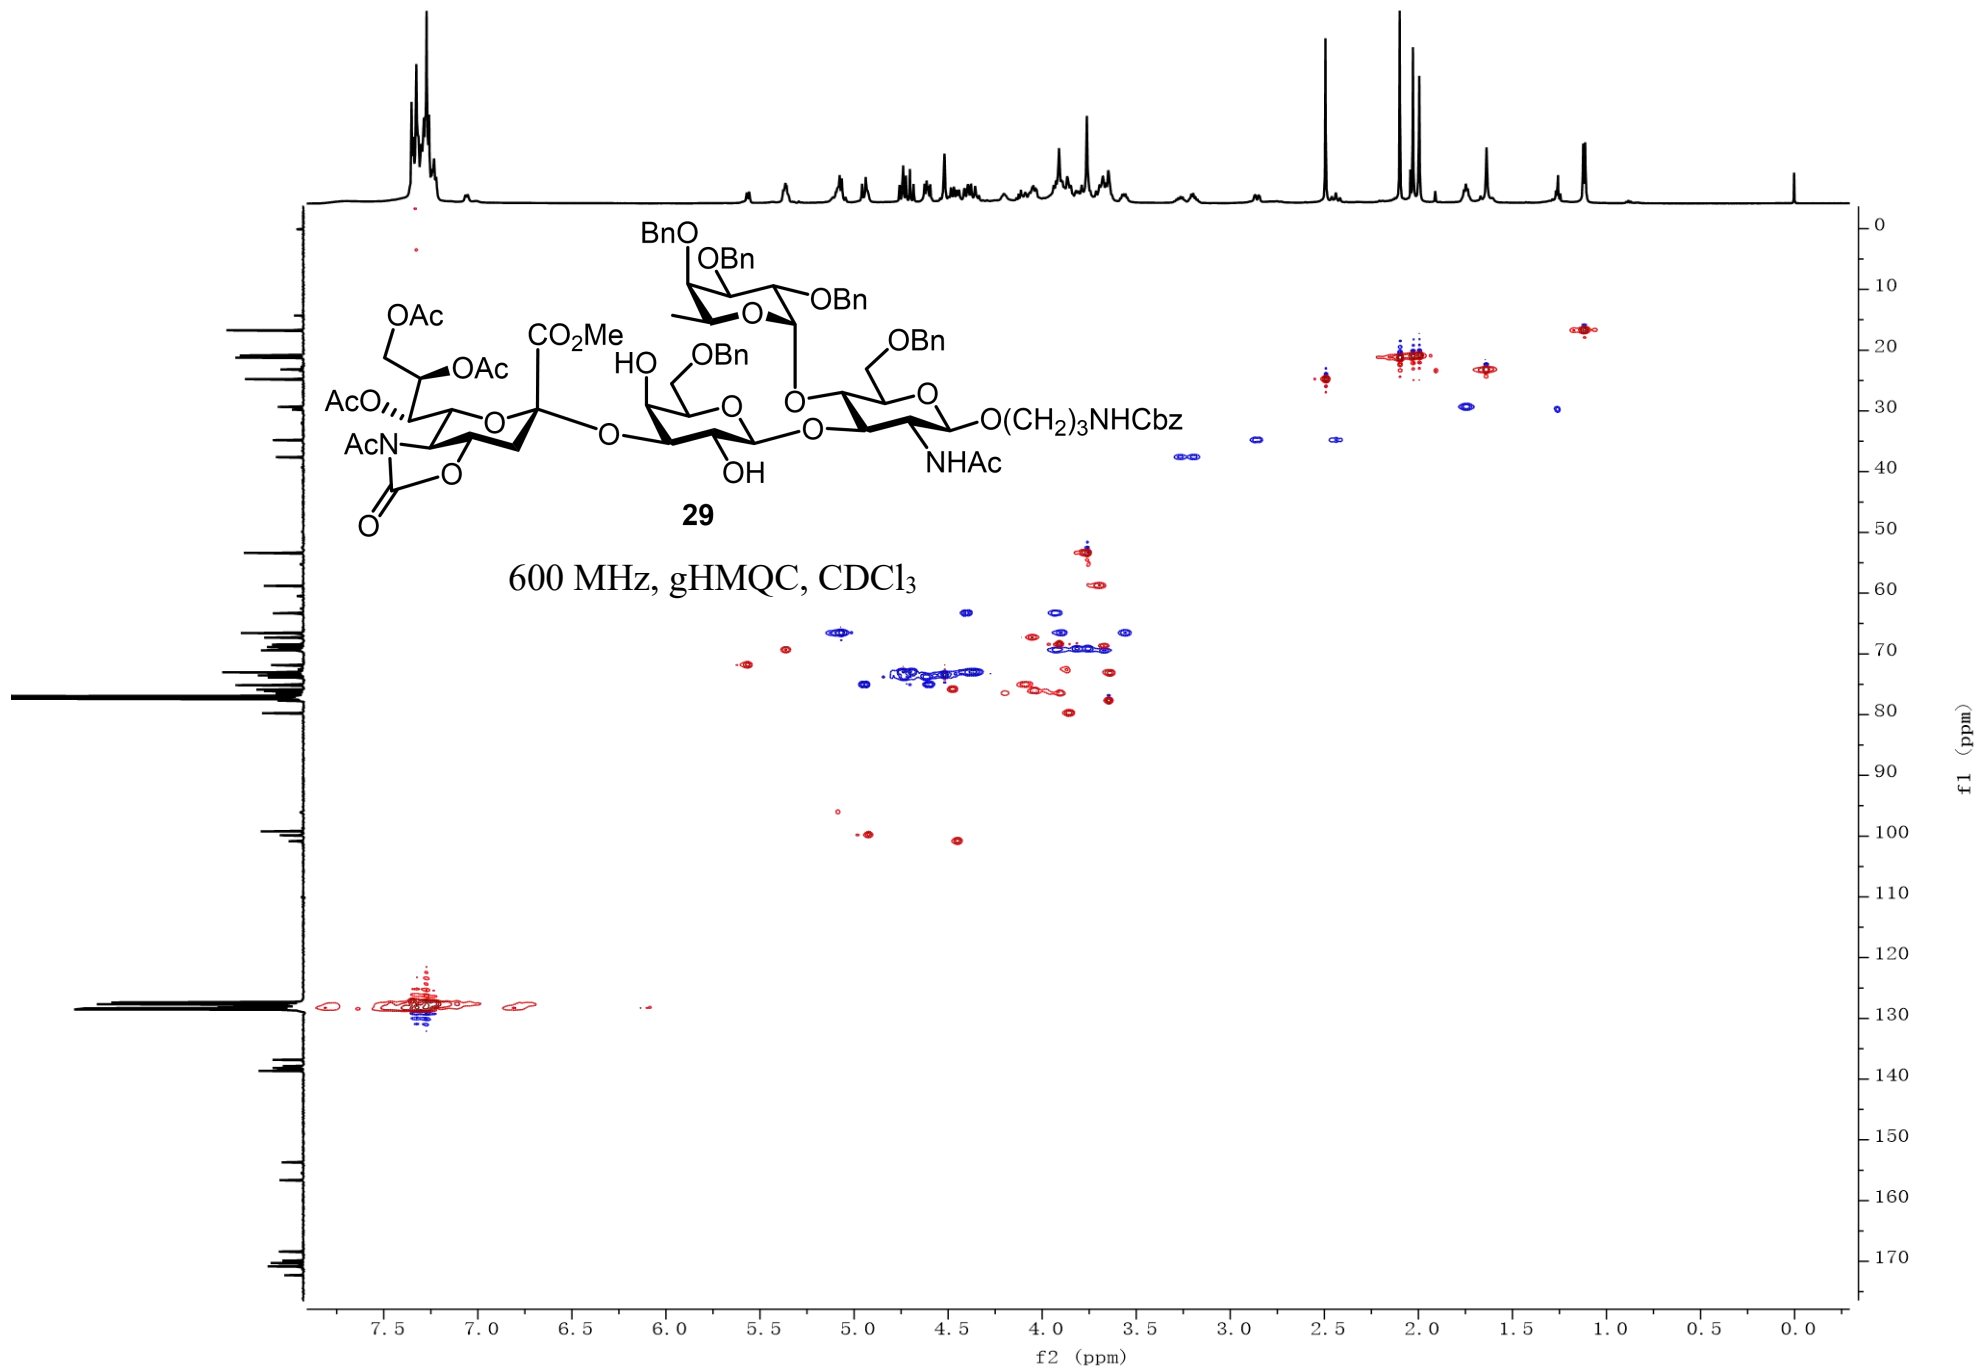 BnO
OBn
OBn
OAc
CO2Me
OBn
OBn
HO
OAc
O
AcO
O
O
O
O
O
AcN
O
O
O(CH2)3NHCbz
O
OH
NHAc
O
29
600 MHz, gHMQC, CDCl3
0
10
20
30
40
50
60
70
80
90
100
110
120
130
140
150
160
170
f1 (ppm)
7.5 7.0 6.5 6.0 5.5 5.0 4.5 4.0 3.5 3.0 2.5 2.0 1.5 1.0 0.5 0.0
f2 (ppm)